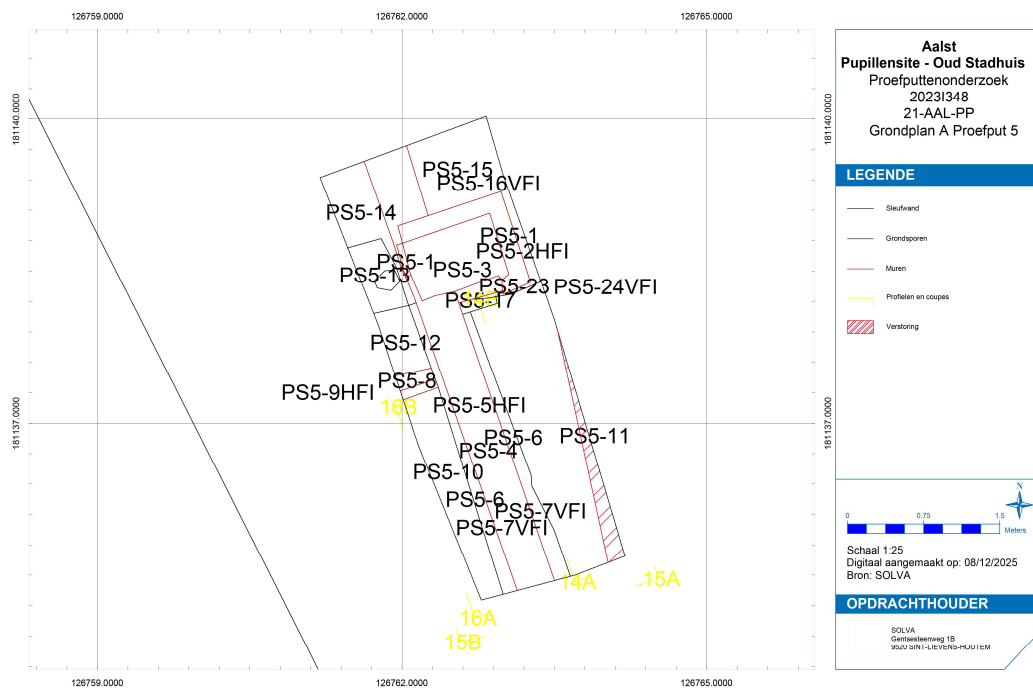 126759.0000
126762.0000
126765.0000
181140.0000
181140.0000
181137.0000
181137.0000
PS5-15
PS5-16VFI
PS5-14
PS5-1
PS5-2HFI
PS5-1
PS5-3
PS5-13
PS5-23
PS5-24VFI
PS5-17
PS5-12
PS5-8
PS5-9HFI
16B
PS5-5HFI
PS5-6
PS5-4
PS5-11
PS5-10
PS5-6
PS5-7VFI
PS5-7VFI
14A
15A
16A
15B
126759.0000
126762.0000
126765.0000
Aalst
Pupillensite - Oud Stadhuis
Proefputtenonderzoek
2023I348
21-AAL-PP
Grondplan A Proefput 5
LEGENDE
Sleufwand
Grondsporen
Muren
Profielen en coupes
Verstoring
N
0 0.75 1.5
Meters
Schaal 1:25
Digitaal aangemaakt op: 08/12/2025
Bron: SOLVA
OPDRACHTHOUDER
SOLVA
Gentsesteenweg 1B
9520 SINT-LIEVENS-HOUTEM